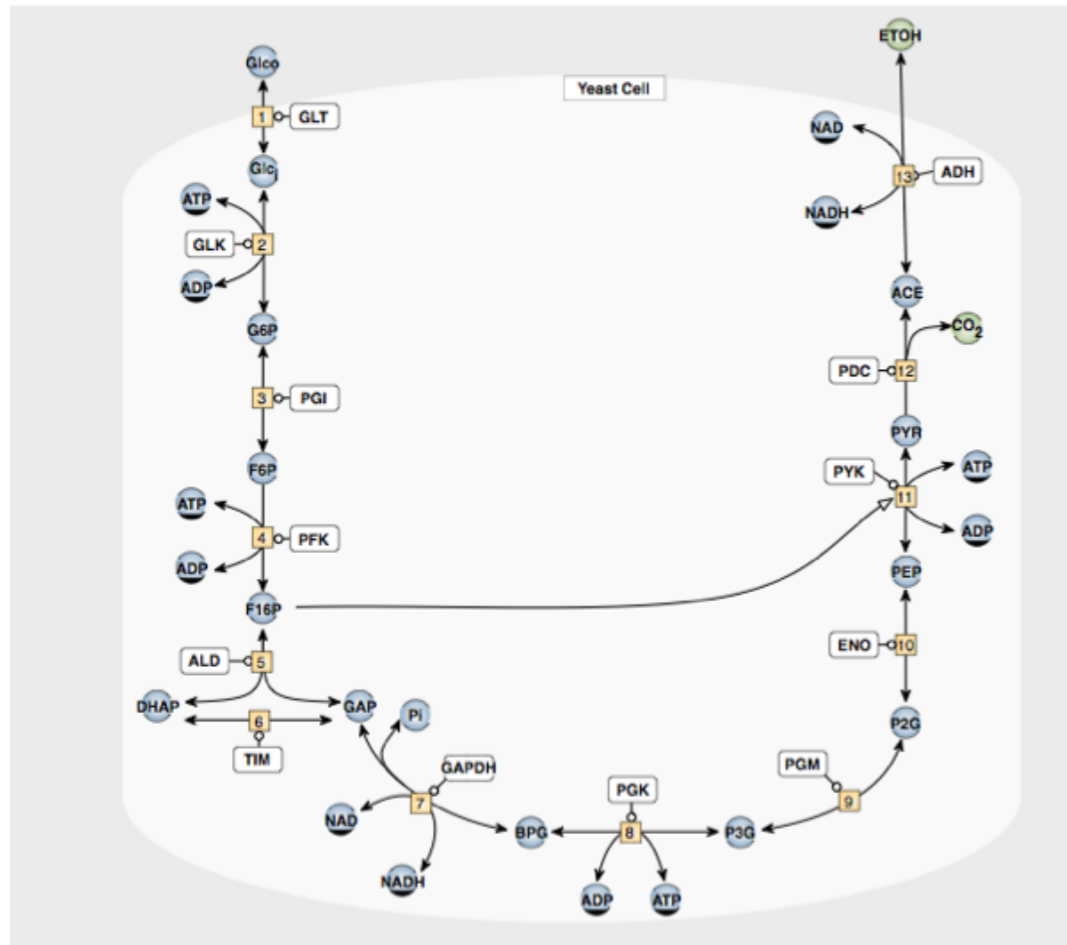 Glco
1
GLT
Glci
ATP
GLK
2
ADP
G6P
3
PGI
F6P
ATP
4
PFK
ADP
F16P
ALD
5
DHAP
GAP
6
TIM
Pi
GAPDH
7
NAD
NADH
BPG
PGK
8
ADP
ATP
P3G
PGM
9
P2G
ENO
10
PEP
PYK
11
ATP
ADP
PYR
PDC
12
CO2
ACE
NAD
13
ADH
NADH
ETOH
Yeast Cell